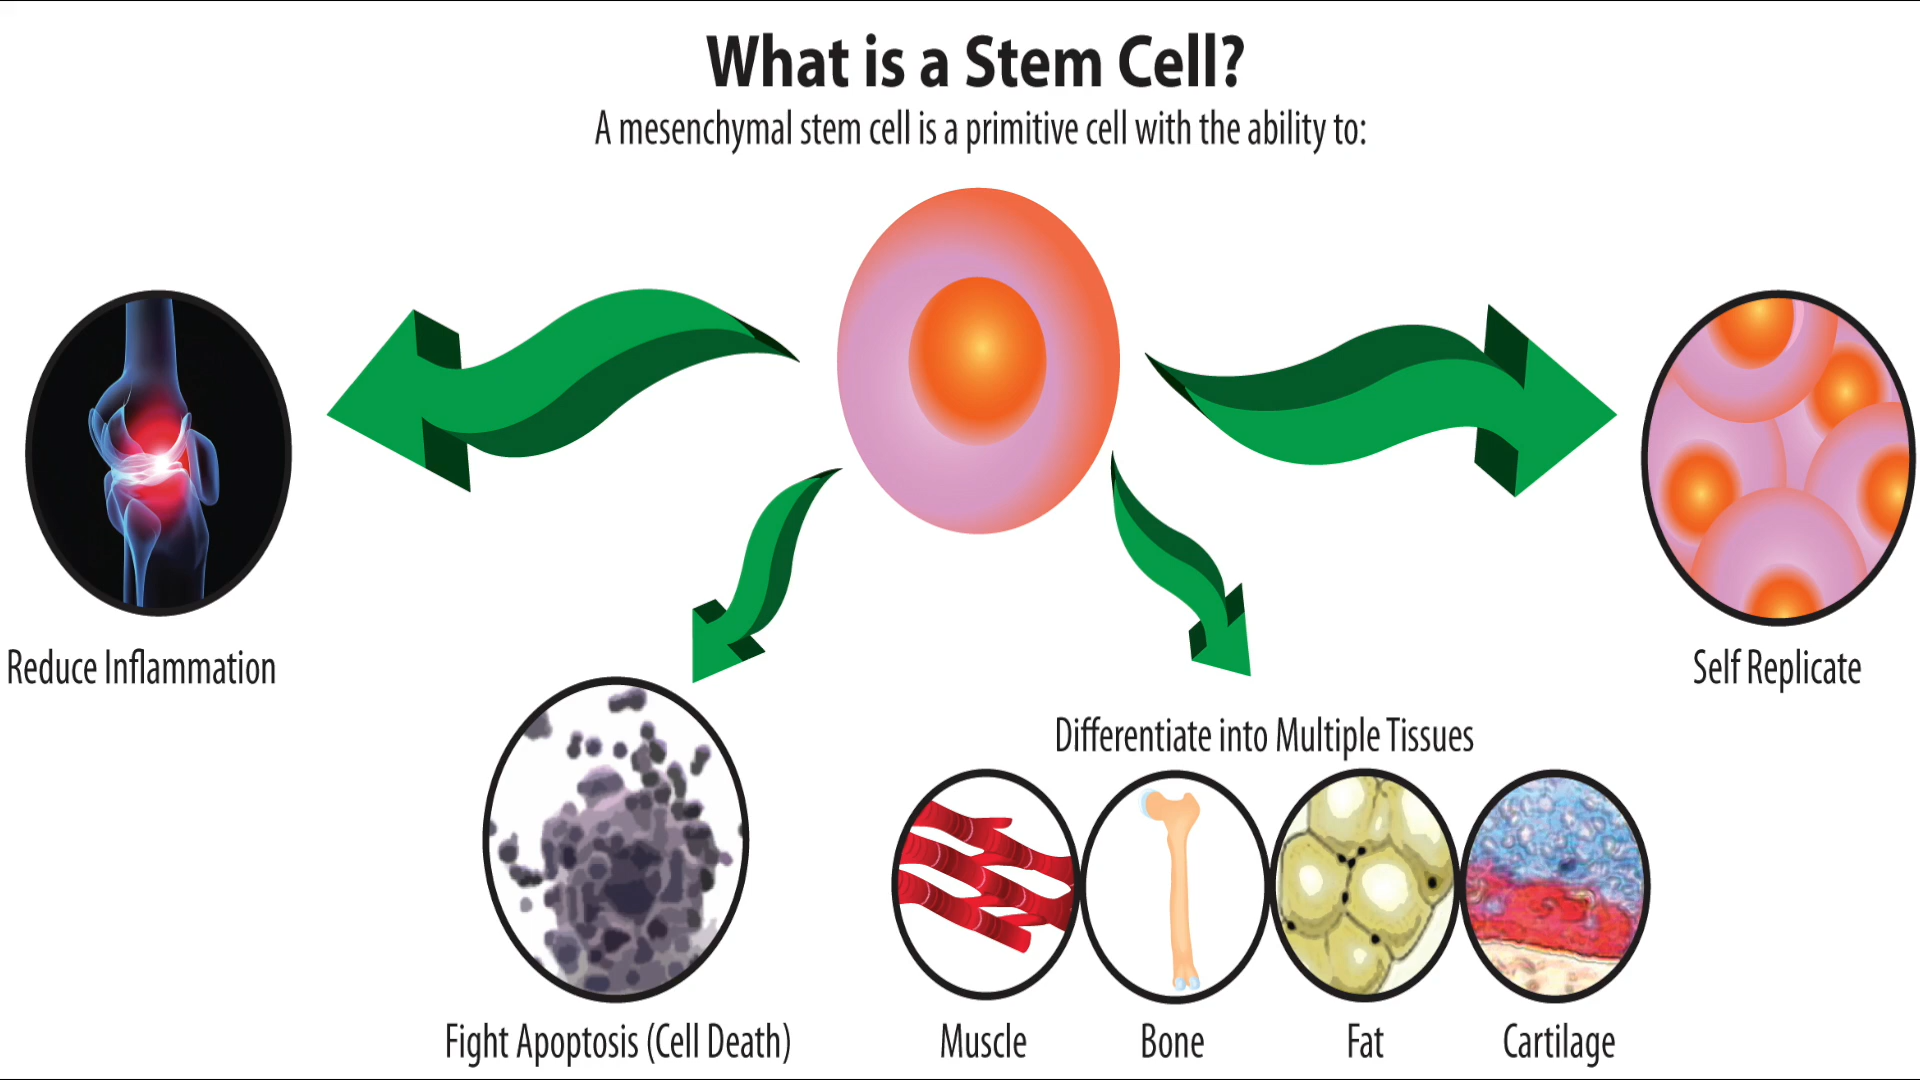 What is a Stem Cell?
A mesenchymal stem cell is a primitive cell with the ability to:
Reduce Inflammation
Self Replicate
Fight Apoptosis (Cell Death)
Differentiate into Multiple Tissues
Muscle
Bone
Fat
Cartilage